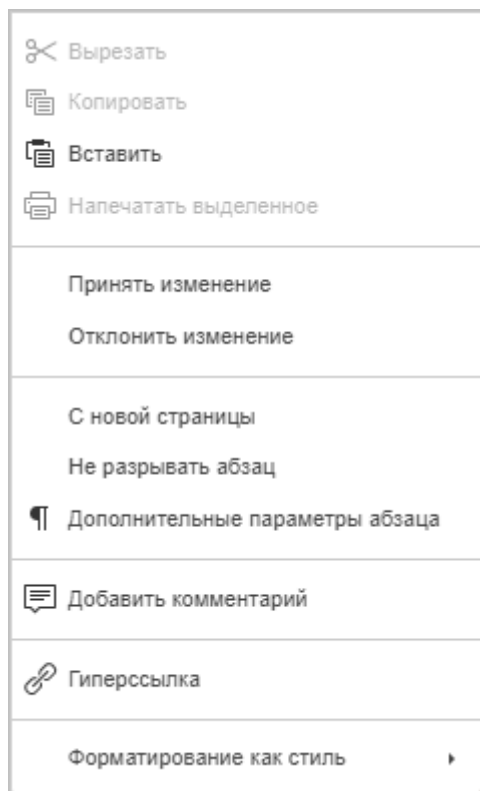 Вырезать
Копировать
Вставить
Напечатать выделенное
Принять изменение
Отклонить изменение
С новой страницы
Не разрывать абзац
Дополнительные параметры абзаца
Добавить комментарий
Гиперссылка
Форматирование как стиль